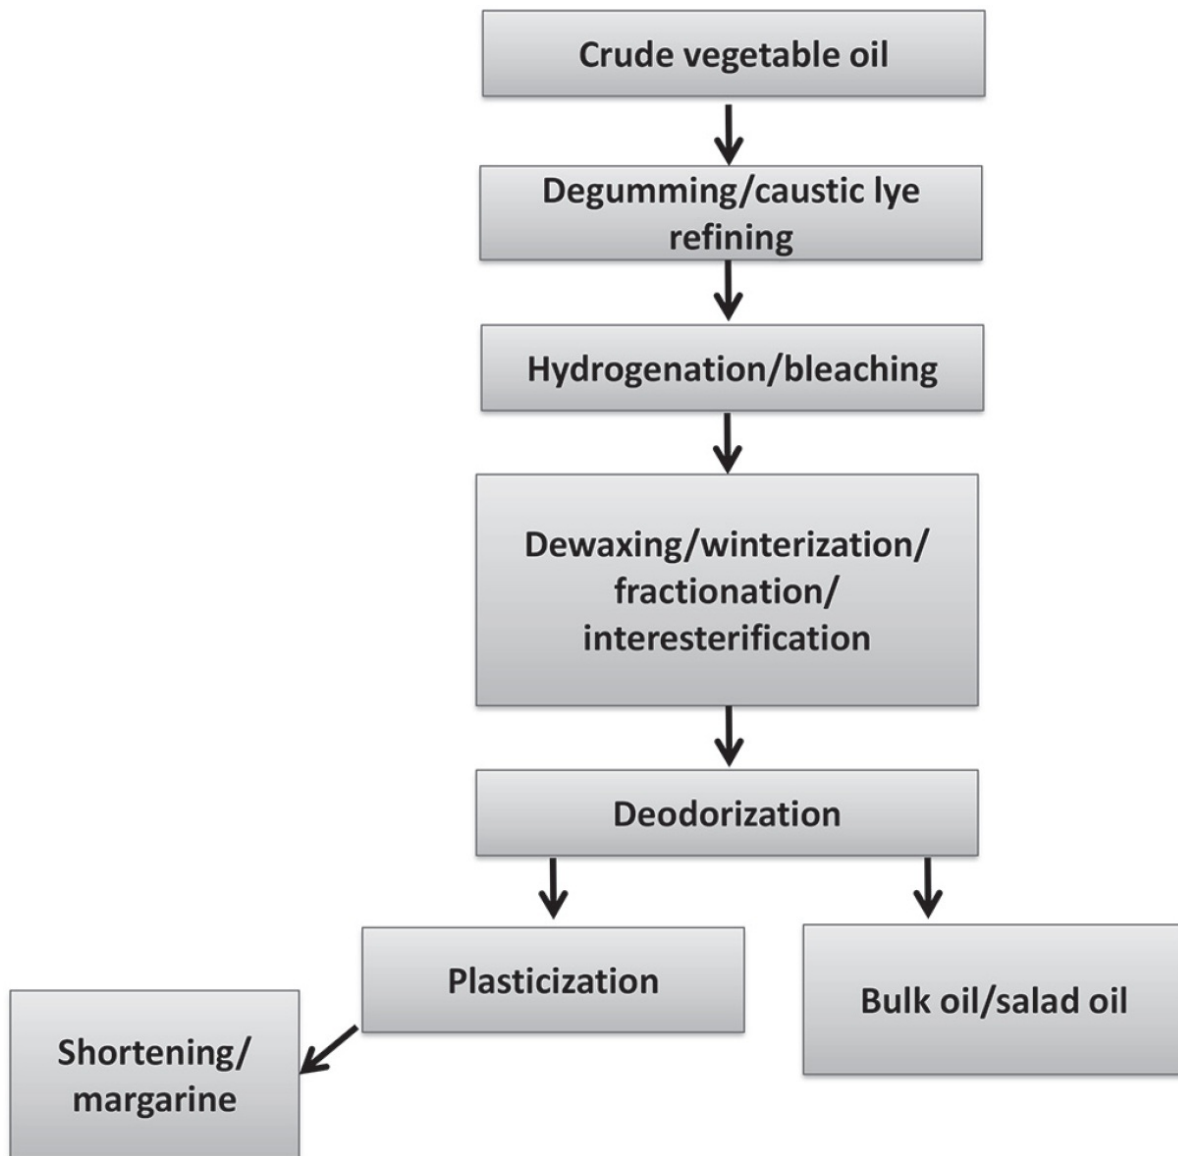 Crude vegetable oil
Degumming/caustic lye
refining
Hydrogenation/bleaching
Dewaxing/winterization/
fractionation/
interesterification
Deodorization
Plasticization
Bulk oil/salad oil
Shortening/
margarine